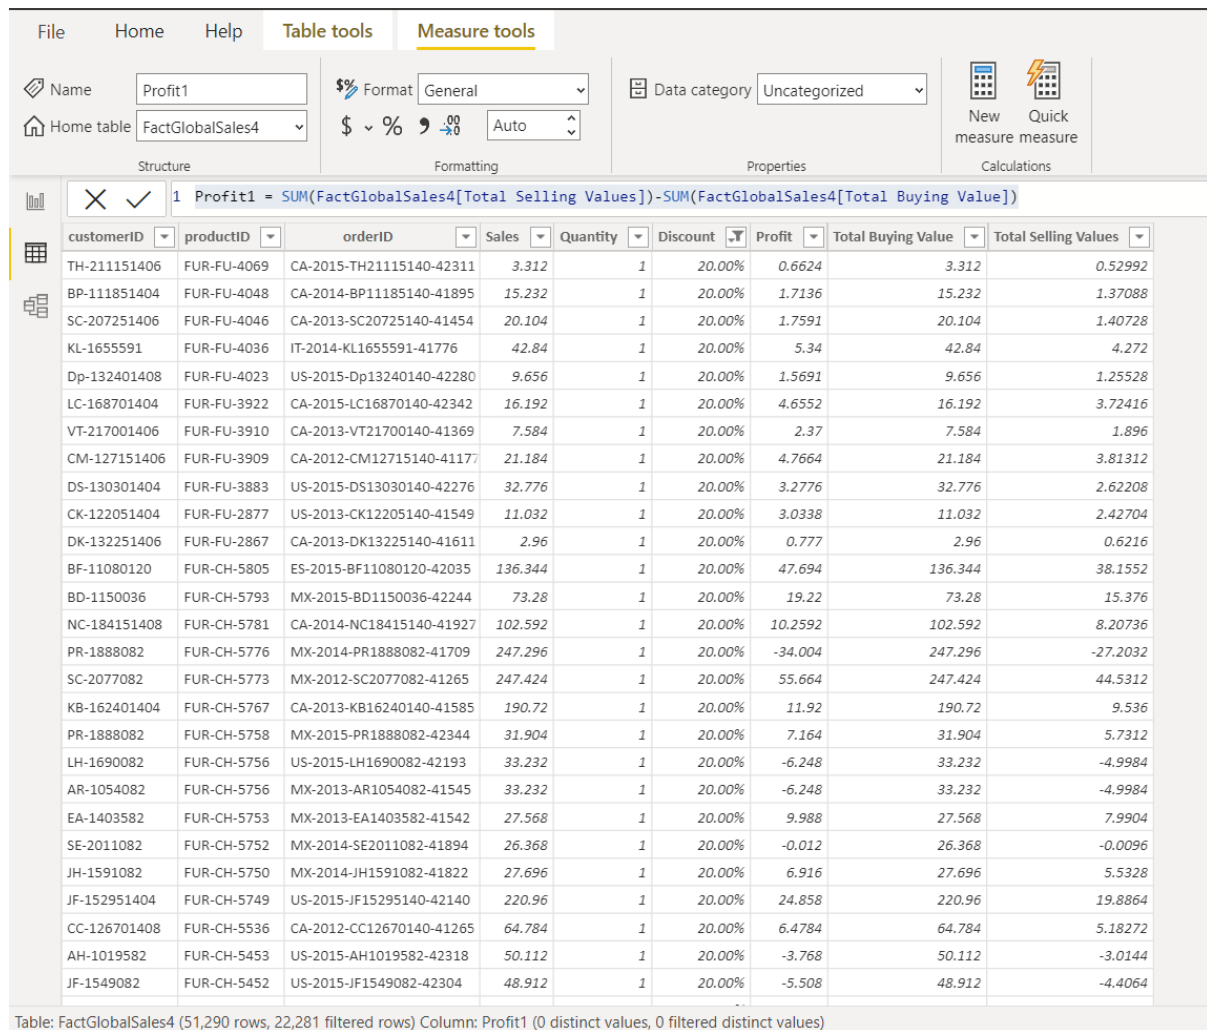 File Home Help Table tools Measure tools
Name Profit1 $% Format General Data category Uncategorized
Home table FactGlobalSales4 $ % 9 .00 →.0 Auto New measure Quick measure
Structure Formatting Properties Calculations
1 Profit1 = SUM(FactGlobalSales4[Total Selling Values])-SUM(FactGlobalSales4[Total Buying Value])
customerID productID orderID Sales Quantity Discount Profit Total Buying Value Total Selling Values
TH-211151406 FUR-FU-4069 CA-2015-TH21115140-42311 3.312 1 20.00% 0.6624 3.312 0.52992
BP-111851404 FUR-FU-4048 CA-2014-BP11185140-41895 15.232 1 20.00% 1.7136 15.232 1.37088
SC-207251406 FUR-FU-4046 CA-2013-SC20725140-41454 20.104 1 20.00% 1.7591 20.104 1.40728
KL-1655591 FUR-FU-4036 IT-2014-KL1655591-41776 42.84 1 20.00% 5.34 42.84 4.272
Dp-132401408 FUR-FU-4023 US-2015-Dp13240140-42280 9.656 1 20.00% 1.5691 9.656 1.25528
LC-168701404 FUR-FU-3922 CA-2015-LC16870140-42342 16.192 1 20.00% 4.6552 16.192 3.72416
VT-217001406 FUR-FU-3910 CA-2013-VT21700140-41369 7.584 1 20.00% 2.37 7.584 1.896
CM-127151406 FUR-FU-3909 CA-2012-CM12715140-41177 21.184 1 20.00% 4.7664 21.184 3.81312
DS-130301404 FUR-FU-3883 US-2015-DS13030140-42276 32.776 1 20.00% 3.2776 32.776 2.62208
CK-122051404 FUR-FU-2877 US-2013-CK12205140-41549 11.032 1 20.00% 3.0338 11.032 2.42704
DK-132251406 FUR-FU-2867 CA-2013-DK13225140-41611 2.96 1 20.00% 0.777 2.96 0.6216
BF-11080120 FUR-CH-5805 ES-2015-BF11080120-42035 136.344 1 20.00% 47.694 136.344 38.1552
BD-1150036 FUR-CH-5793 MX-2015-BD1150036-42244 73.28 1 20.00% 19.22 73.28 15.376
NC-184151408 FUR-CH-5781 CA-2014-NC18415140-41927 102.592 1 20.00% 10.2592 102.592 8.20736
PR-1888082 FUR-CH-5776 MX-2014-PR1888082-41709 247.296 1 20.00% -34.004 247.296 -27.2032
SC-2077082 FUR-CH-5773 MX-2012-SC2077082-41265 247.424 1 20.00% 55.664 247.424 44.5312
KB-162401404 FUR-CH-5767 CA-2013-KB16240140-41585 190.72 1 20.00% 11.92 190.72 9.536
PR-1888082 FUR-CH-5758 MX-2015-PR1888082-42344 31.904 1 20.00% 7.164 31.904 5.7312
LH-1690082 FUR-CH-5756 US-2015-LH1690082-42193 33.232 1 20.00% -6.248 33.232 -4.9984
AR-1054082 FUR-CH-5756 MX-2013-AR1054082-41545 33.232 1 20.00% -6.248 33.232 -4.9984
EA-1403582 FUR-CH-5753 MX-2013-EA1403582-41542 27.568 1 20.00% 9.988 27.568 7.9904
SE-2011082 FUR-CH-5752 MX-2014-SE2011082-41894 26.368 1 20.00% -0.012 26.368 -0.0096
JH-1591082 FUR-CH-5750 MX-2014-JH1591082-41822 27.696 1 20.00% 6.916 27.696 5.5328
JF-152951404 FUR-CH-5749 US-2015-JF15295140-42140 220.96 1 20.00% 24.858 220.96 19.8864
CC-126701408 FUR-CH-5536 CA-2012-CC12670140-41265 64.784 1 20.00% 6.4784 64.784 5.18272
AH-1019582 FUR-CH-5453 US-2015-AH1019582-42318 50.112 1 20.00% -3.768 50.112 -3.0144
JF-1549082 FUR-CH-5452 US-2015-JF1549082-42304 48.912 1 20.00% -5.508 48.912 -4.4064
Table: FactGlobalSales4 (51,290 rows, 22,281 filtered rows) Column: Profit1 (0 distinct values, 0 filtered distinct values)